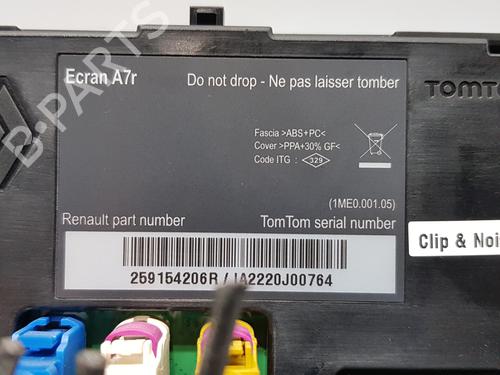 Ecran A7r
Do not drop - Ne pas laisser tomber
TOMTO
Fascia >ABS+PC<
Cover >PPA+30% GF<
Code ITG : 329
(1ME0.001.05)
Renault part number
TomTom serial number
Clip & Noi
259154206R / IA2220J00764
B-PARTS